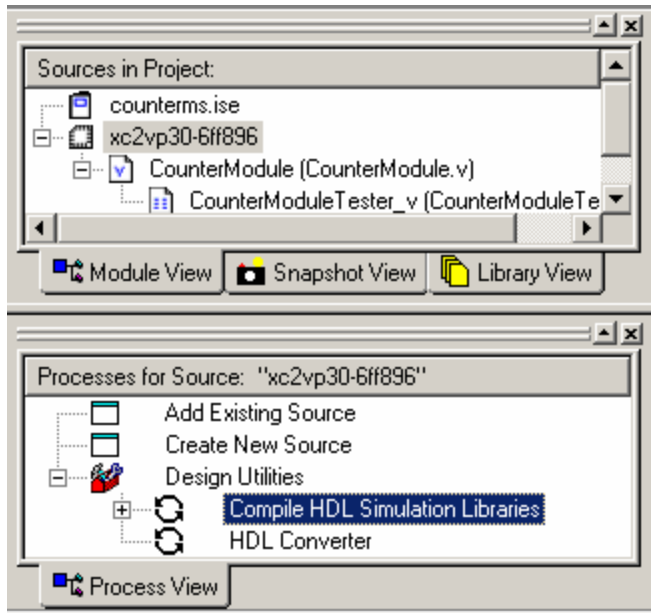 Sources in Project:
counterms.ise
xc2vp30-6ff896
CounterModule (CounterModule.v)
CounterModuleTester_v (CounterModuleTe
Module View Snapshot View Library View
Processes for Source: "xc2vp30-6ff896"
Add Existing Source
Create New Source
Design Utilities
Compile HDL Simulation Libraries
HDL Converter
Process View